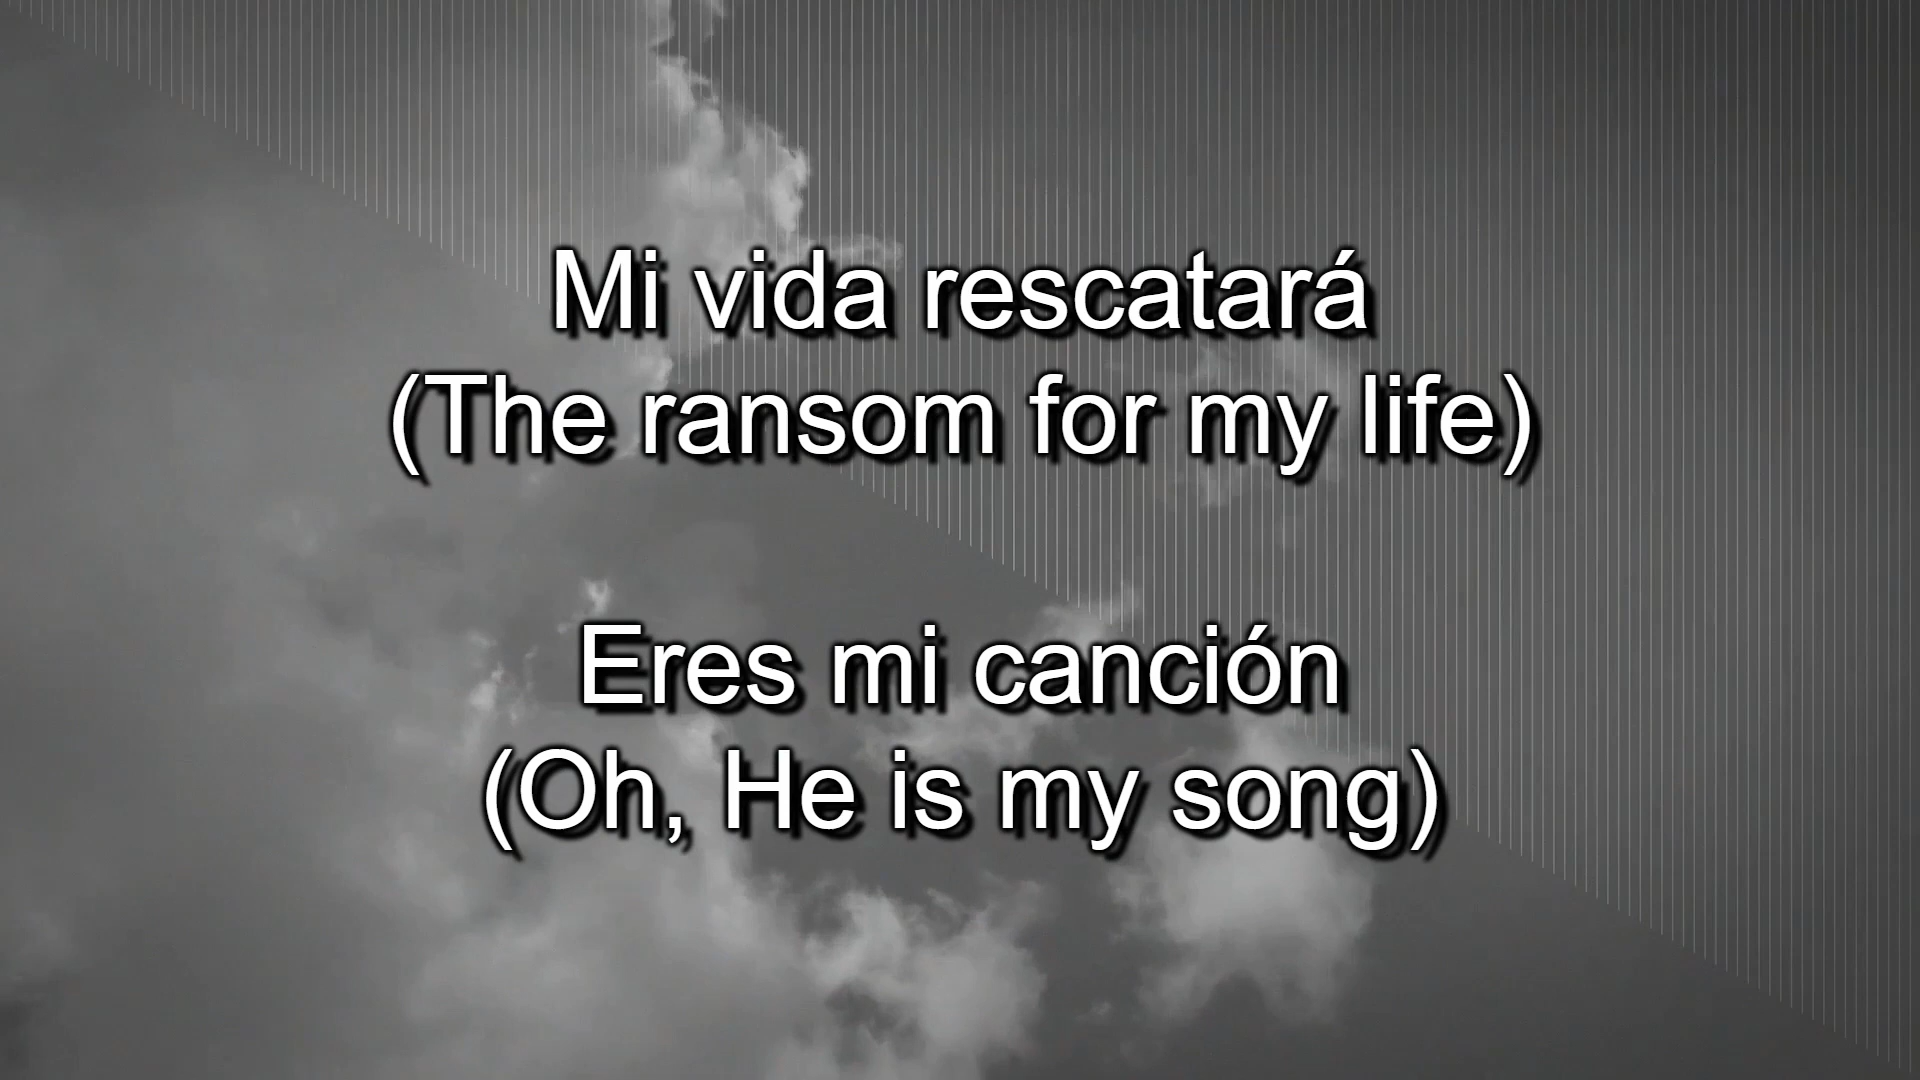 Mi vida rescatará
(The ransom for my life)
Eres mi canción
(Oh, He is my song)